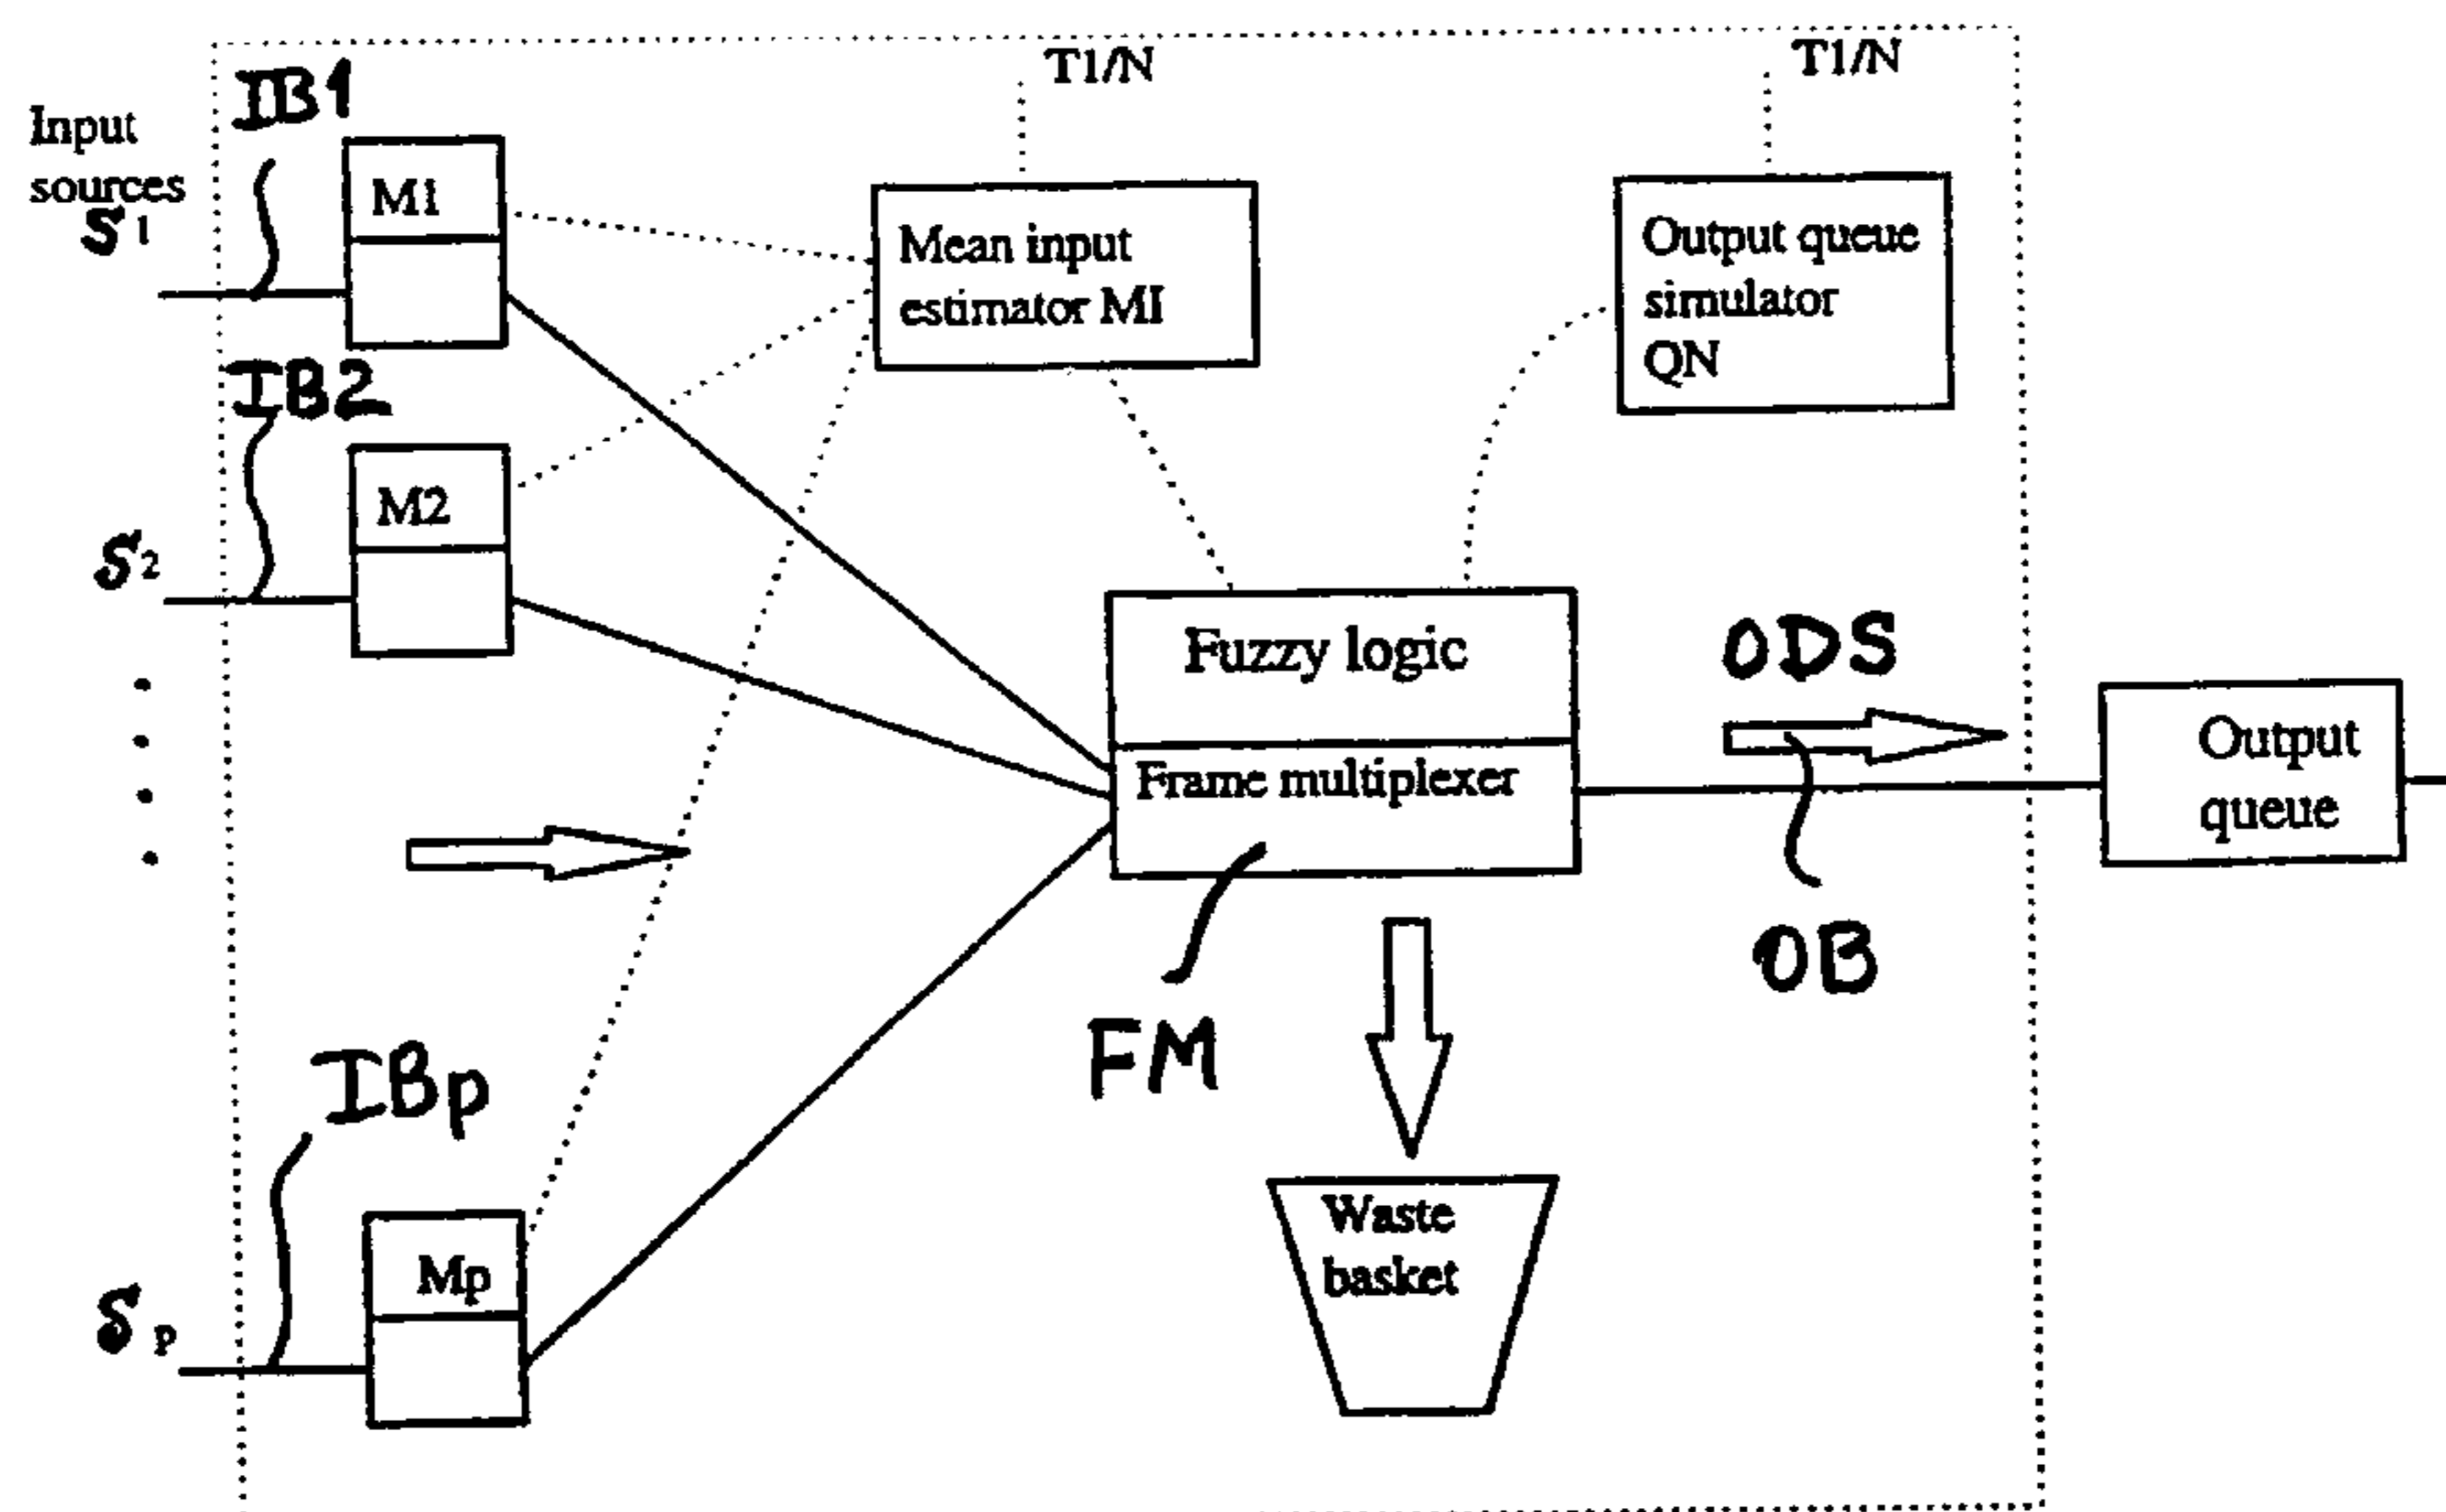 T1/N
T1/N
IB1
Input
sources
S1
M1
Mean input
estimator MI
Output queue
simulator
QN
IB2
M2
S2
Fuzzy logic
Frame multiplexer
ODS
Output
queue
OB
FM
IBp
Waste
basket
Mp
Sp